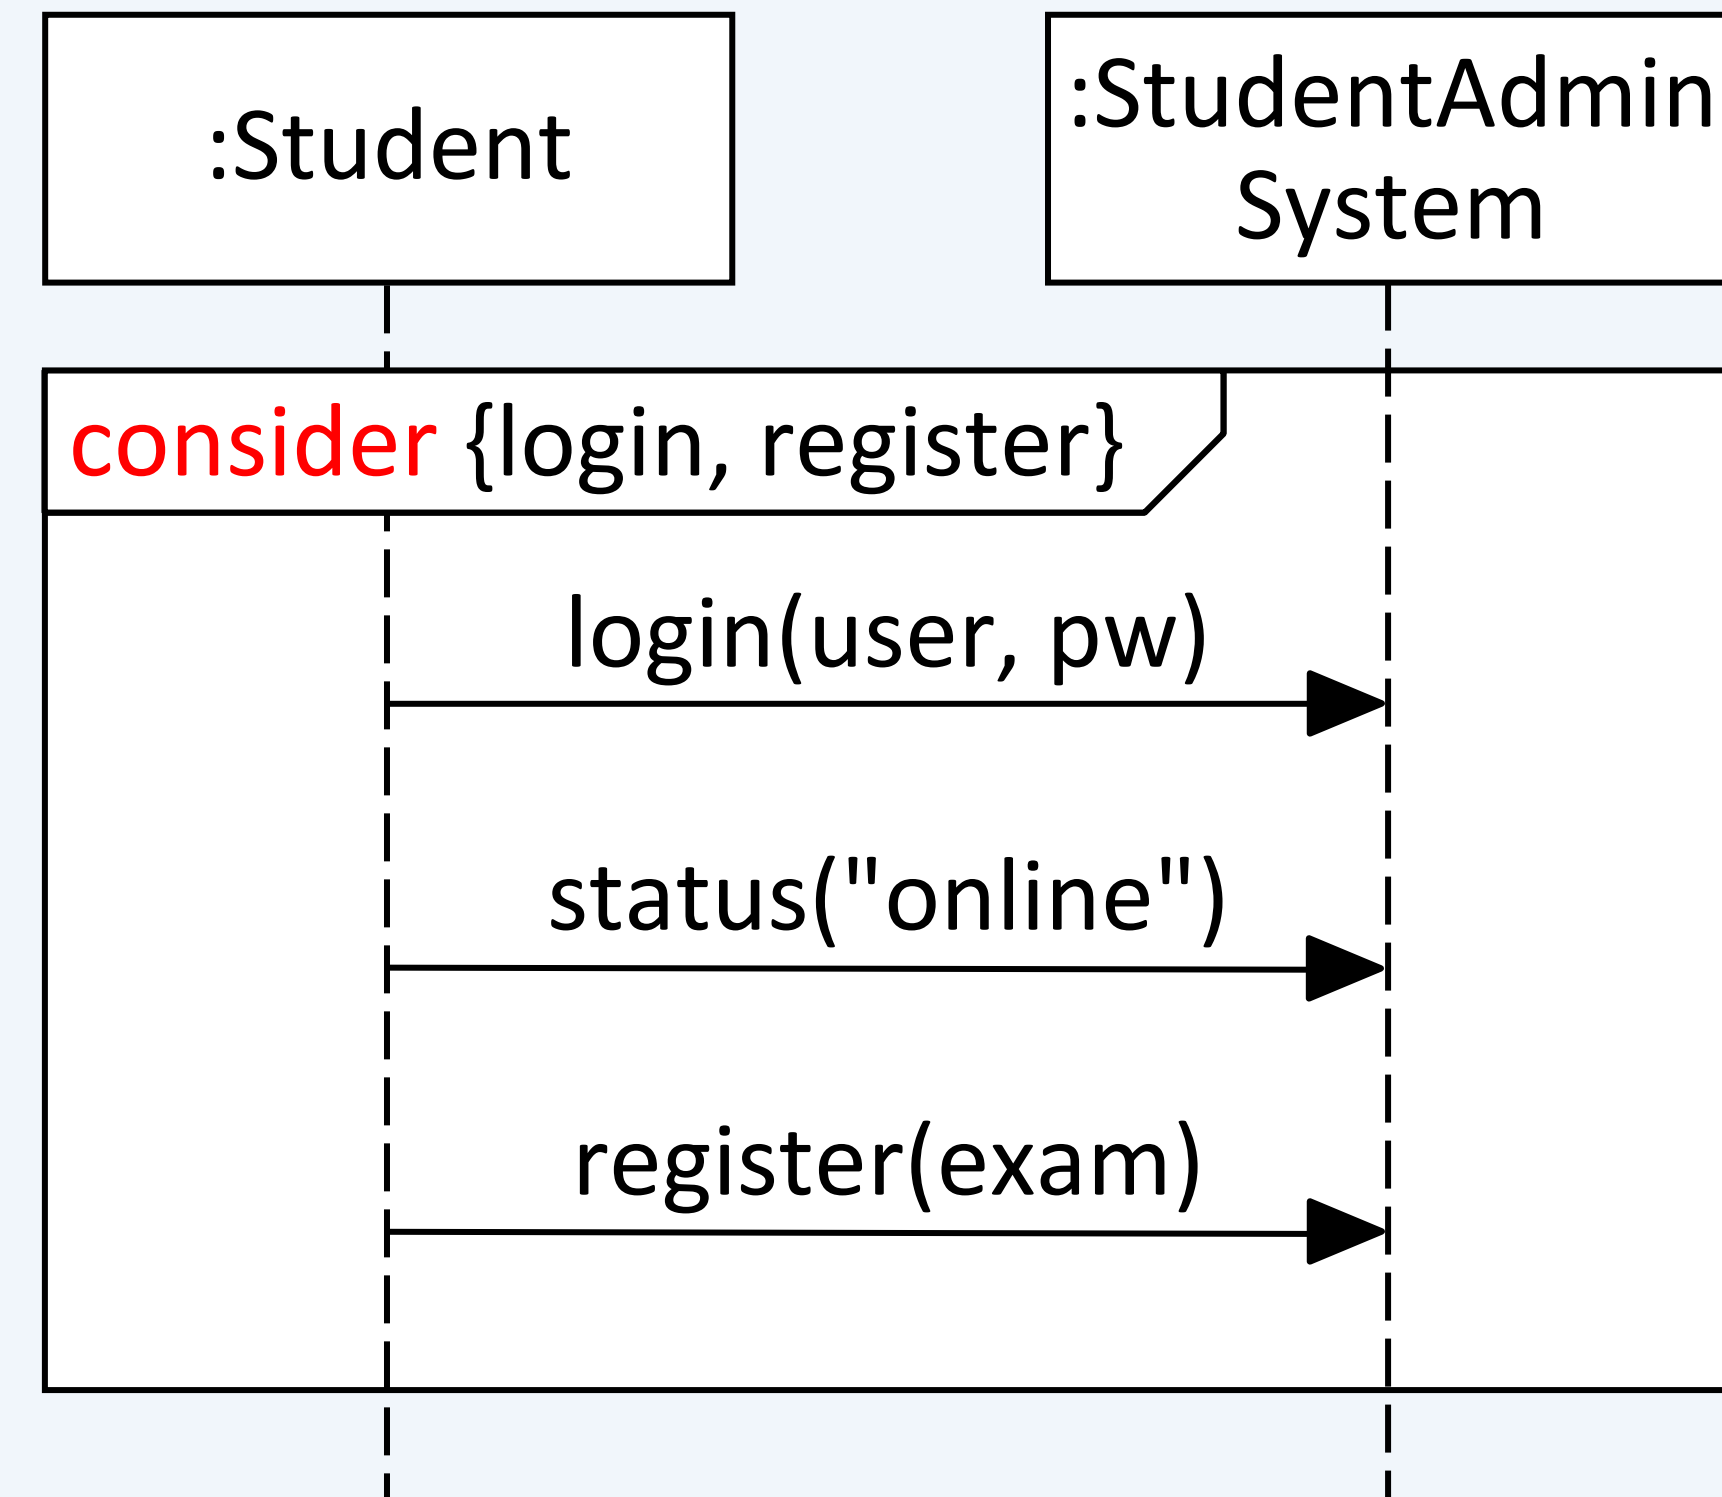 :Student
:StudentAdmin
System
consider {login, register}
login(user, pw)
status("online")
register(exam)